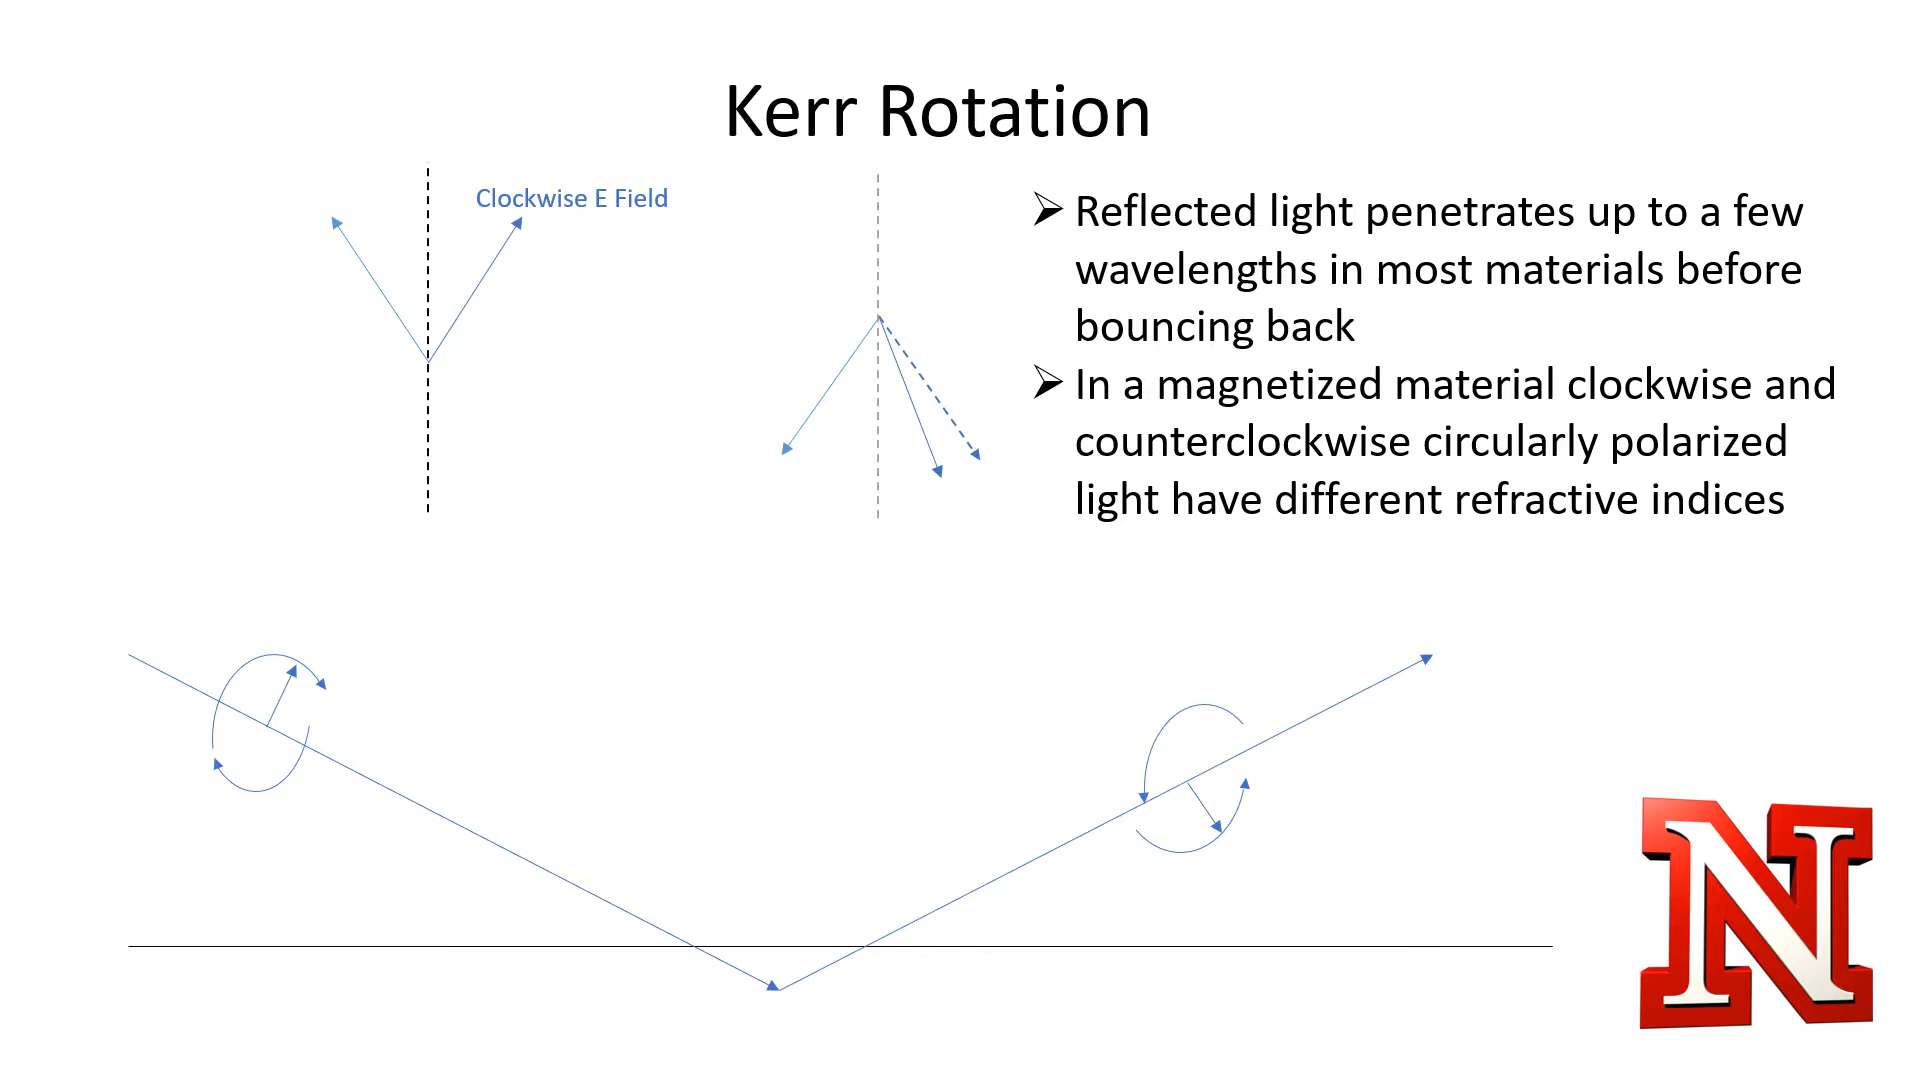 Kerr Rotation
Clockwise E Field
➢ Reflected light penetrates up to a few
wavelengths in most materials before
bouncing back
➢ In a magnetized material clockwise and
counterclockwise circularly polarized
light have different refractive indices
N